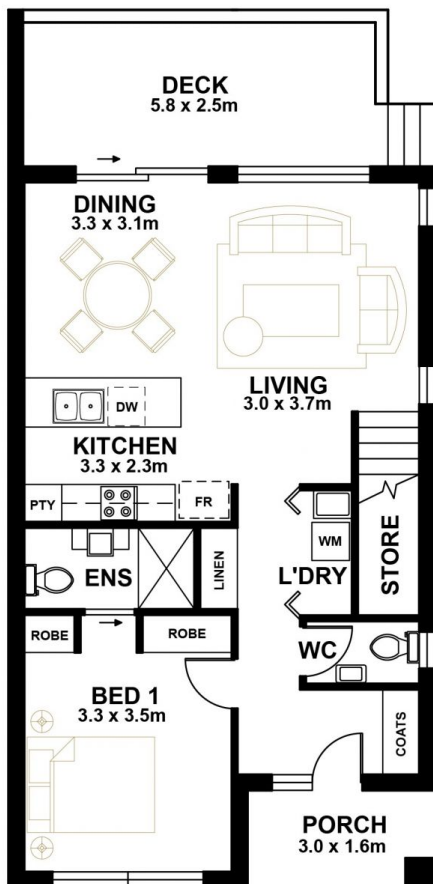 DECK
5.8 x 2.5m
DINING
3.3 x 3.1m
LIVING
3.0 x 3.7m
DW
KITCHEN
3.3 x 2.3m
PTY
FR
WM
L'DRY
STORE
LINEN
ENS
ROBE
ROBE
WC
BED 1
3.3 x 3.5m
COATS
PORCH
3.0 x 1.6m